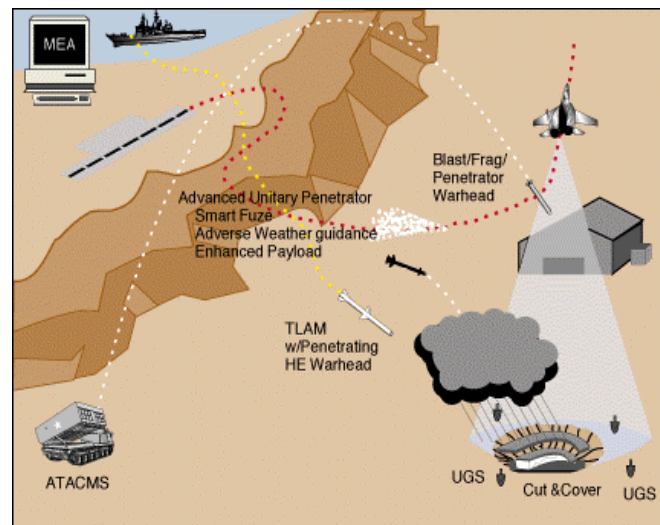 MEA
Blast/Frag/
Penetrator
Warhead
Advanced Unitary Penetrator
Smart Fuze
Adverse Weather guidance
Enhanced Payload
TLAM
w/Penetrating
HE Warhead
ATACMS
UGS
Cut &Cover
UGS